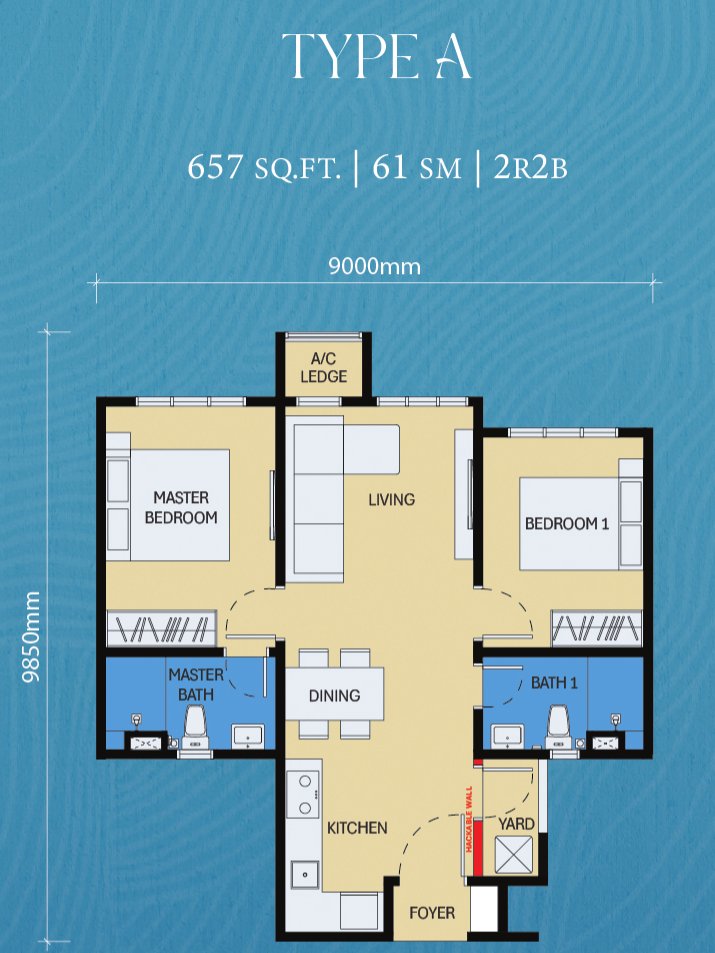 TYPE A
657 SQ.FT. | 61 SM | 2R2B
9000mm
9850mm
A/C
LEDGE
MASTER
BEDROOM
LIVING
BEDROOM 1
MASTER
BATH
BATH 1
DINING
HACKABLE WALL
KITCHEN
YARD
FOYER